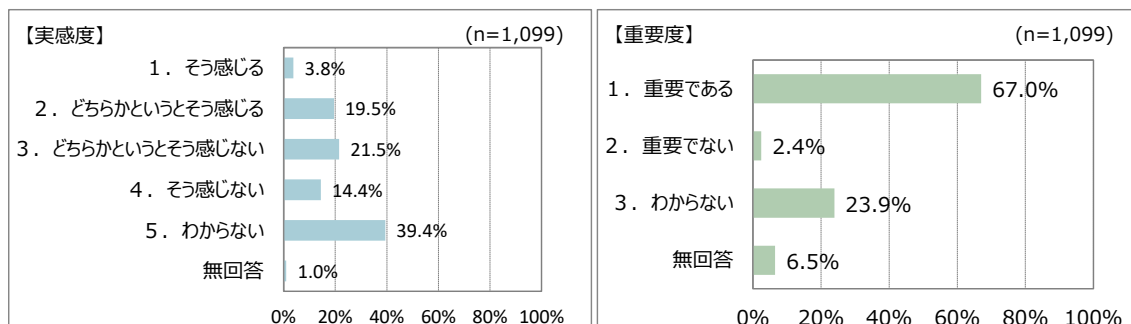 【実感度】 (n=1,099)
1．そう感じる 3.8%
2．どちらかというとそう感じる 19.5%
3．どちらかというとそう感じない 21.5%
4．そう感じない 14.4%
5．わからない 39.4%
無回答 1.0%
0% 20% 40% 60% 80% 100%
【重要度】 (n=1,099)
1．重要である 67.0%
2．重要でない 2.4%
3．わからない 23.9%
無回答 6.5%
0% 20% 40% 60% 80% 100%